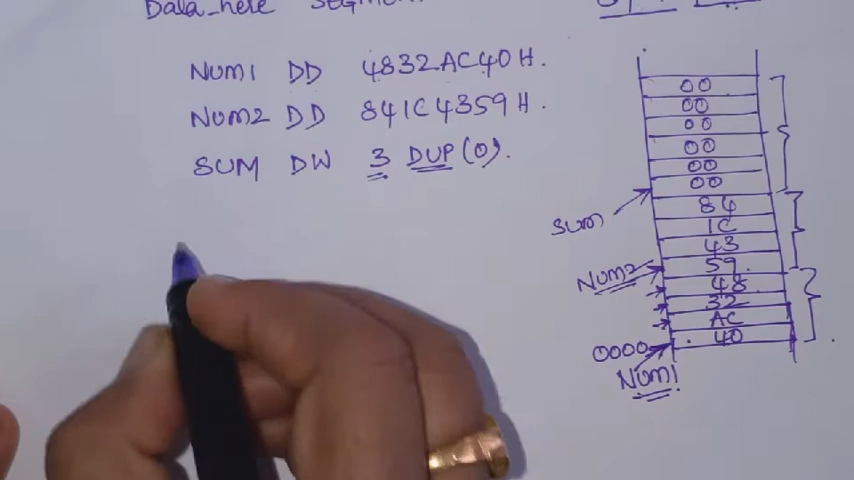 Data_here SEGMENT
NUM1 DD 4832AC40H.
NUM2 DD 841C4359H.
SUM DW 3 DUP(0).
00
00
00
00
00
00
SUM 84
1C
43
NUM2 59
48
32
AC
0000 40
NUM1